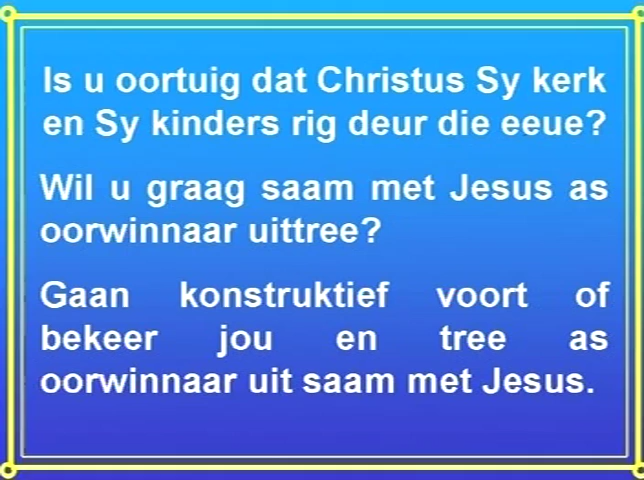 Is u oortuig dat Christus Sy kerk
en Sy kinders rig deur die eeue?
Wil u graag saam met Jesus as
oorwinnaar uittree?
Gaan konstruktief voort of
bekeer jou en tree as
oorwinnaar uit saam met Jesus.